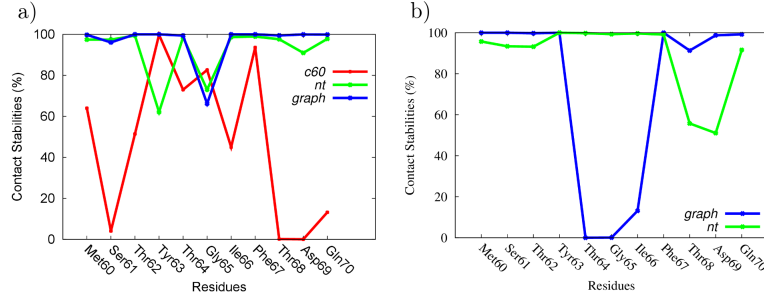 a)
Contact Stabilities (%)
100
80
60
40
20
0
c60
nt
graph
Met60
Ser61
Thr62
Tyr63
Thr64
Gly65
Ile66
Phe67
Thr68
Asp69
Gln70
Residues
b)
Contact Stabilities (%)
100
80
60
40
20
0
graph
nt
Met60
Ser61
Thr62
Tyr63
Thr64
Gly65
Ile66
Phe67
Thr68
Asp69
Gln70
Residues